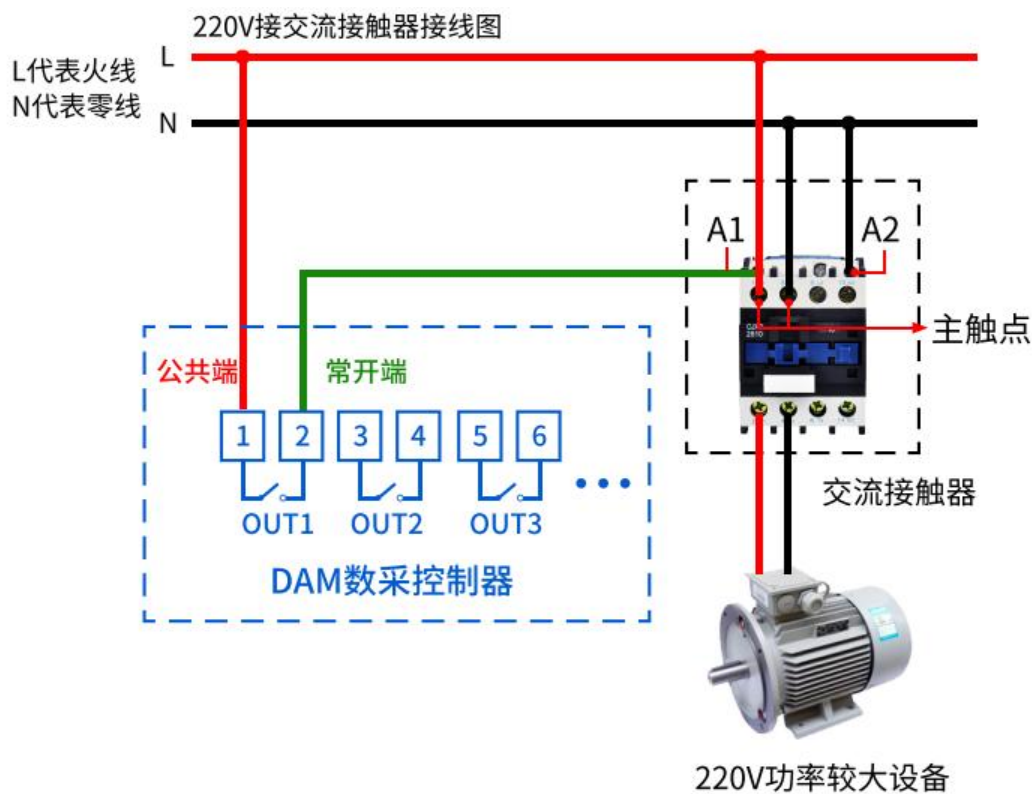 220V接交流接触器接线图
L代表火线
N代表零线
L
N
A1
A2
主触点
公共端
常开端
1
2
3
4
5
6
OUT1
OUT2
OUT3
DAM数采控制器
交流接触器
220V功率较大设备